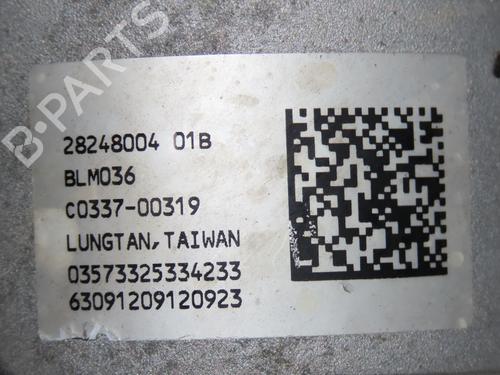 B-PARTS
28248004 01B
BLM036
C0337-00319
LUNGTAN, TAIWAN
03573325334233
63091209120923